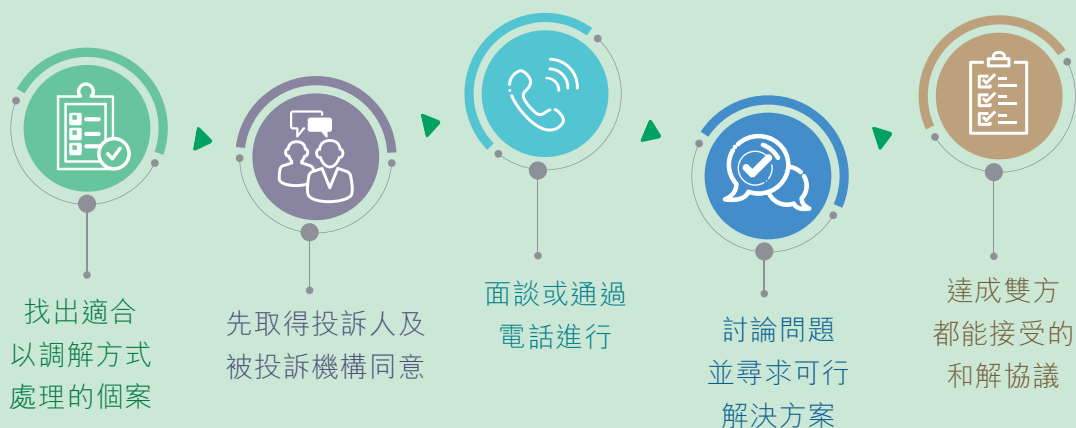 找出適合
以調解方式
處理的個案
先取得投訴人及
被投訴機構同意
面談或通過
電話進行
討論問題
並尋求可行
解決方案
達成雙方
都能接受的
和解協議